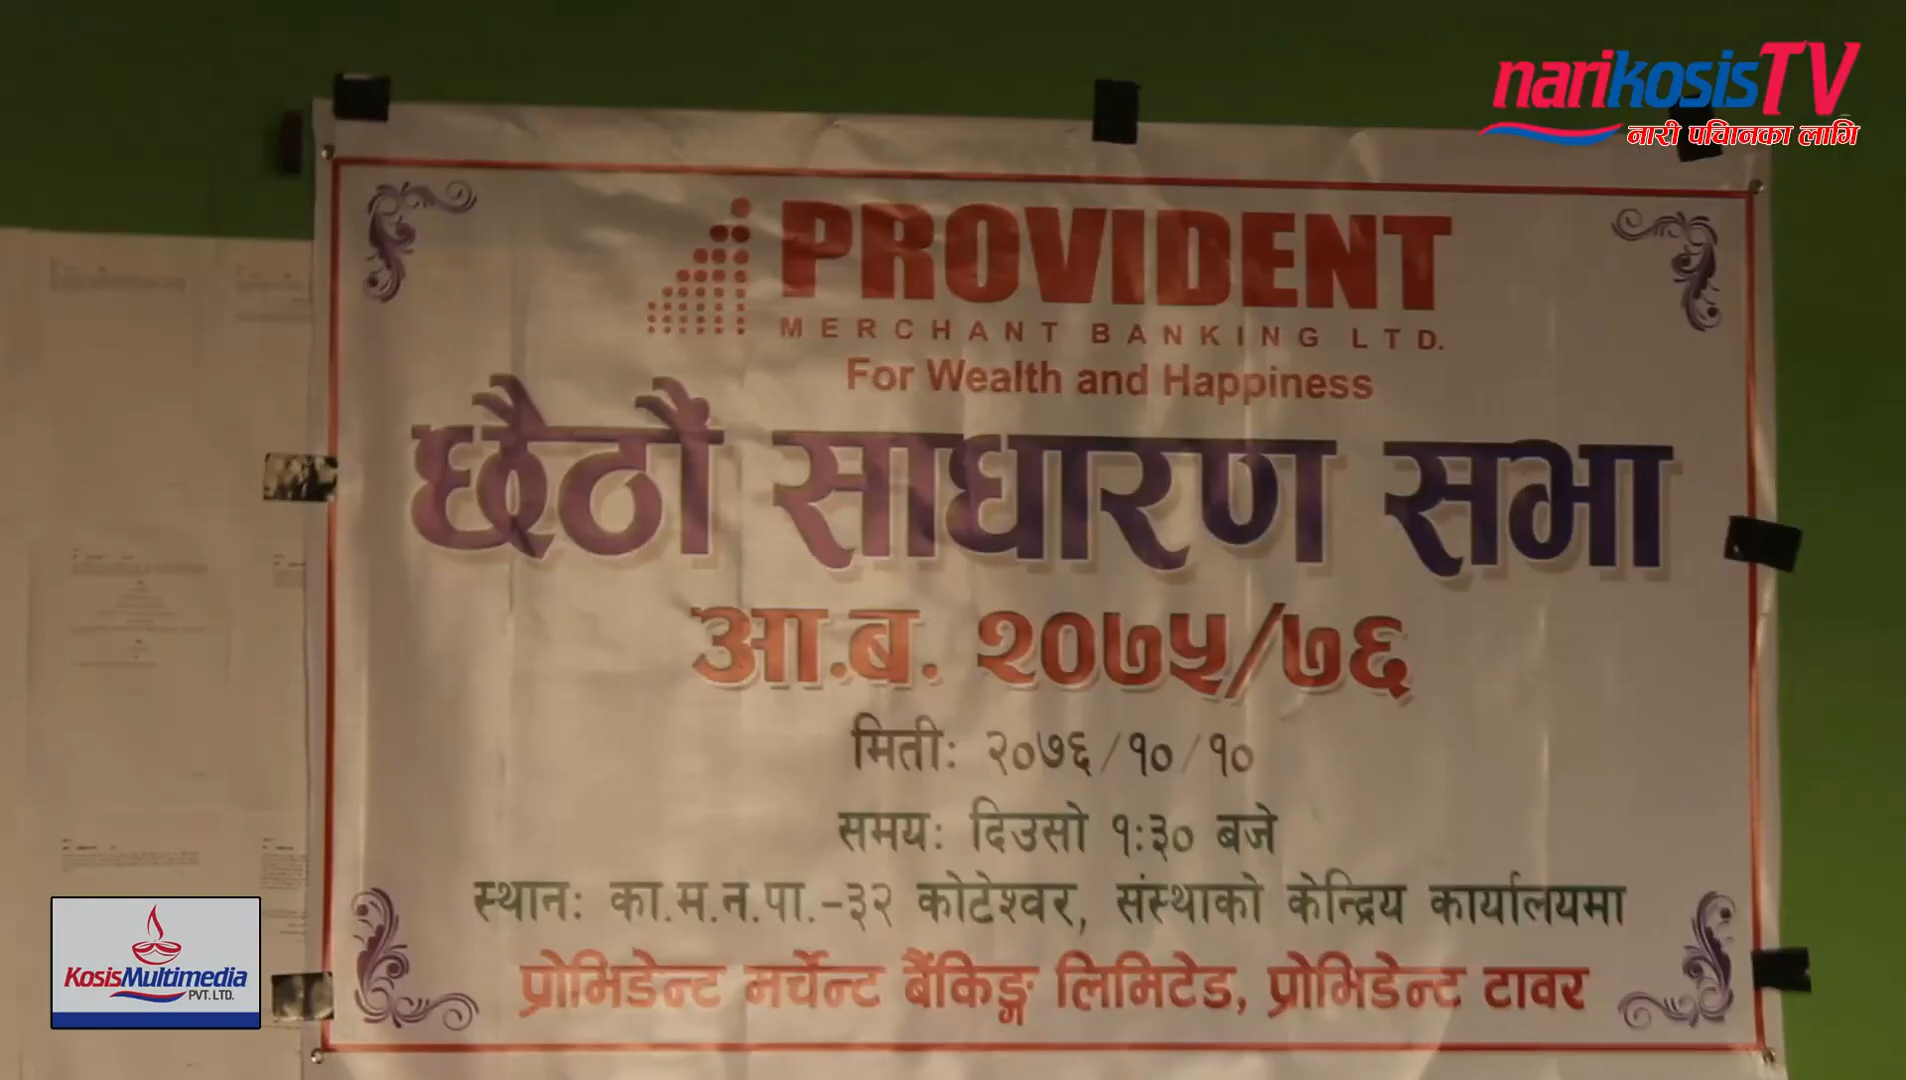 narikosisTV
नारी पचिानका लागि
PROVIDENT
MERCHANT BANKING LTD.
For Wealth and Happiness
छैठौं साधारण सभा
आ.ब. २०७५/७६
मिती: २०७६/१०/१०
समय: दिउसो १:३० बजे
स्थान: का.म.न.पा.-३२ कोटेश्वर, संस्थाको केन्द्रिय कार्यालयमा
प्रोभिडेन्ट मर्चेन्ट बैंकिङ्ग लिमिटेड, प्रोभिडेन्ट टावर
KosisMultimedia
PVT. LTD.